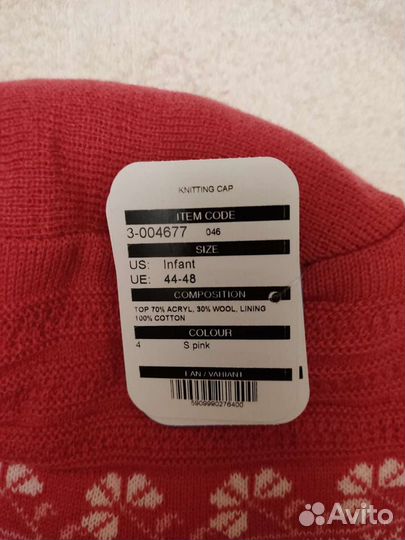 KNITTING CAP
ITEM CODE
3-004677 046
SIZE
US: Infant
UE: 44-48
COMPOSITION
TOP 70% ACRYL, 30% WOOL, LINING
100% COTTON
COLOUR
4 S pink
EAN / VARIANT
5909990276400
Avito